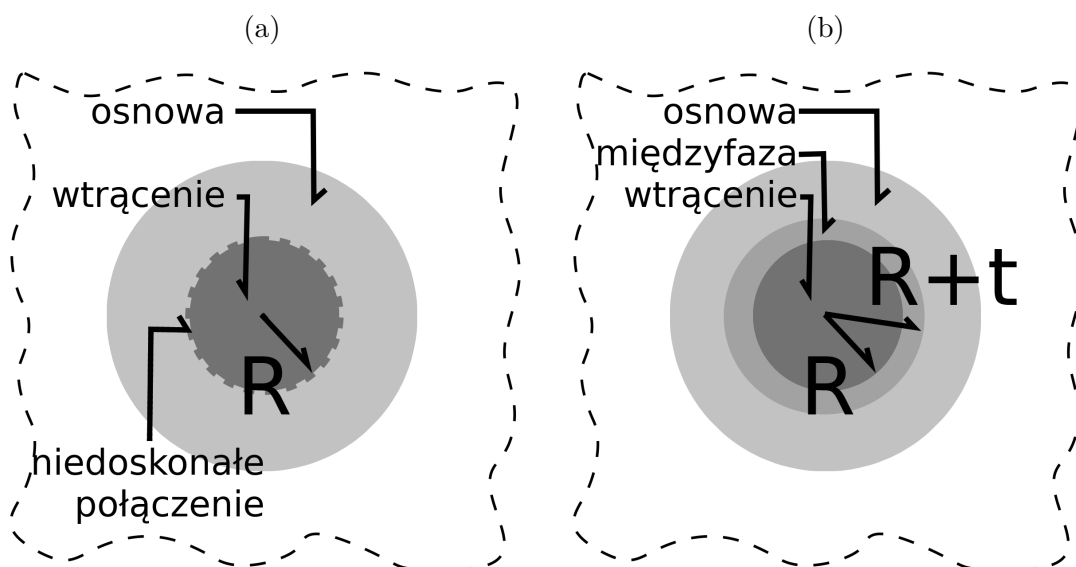 (a)
osnowa
wtrącenie
R
niedoskonałe
połączenie
(b)
osnowa
międzyfaza
wtrącenie
R+t
R